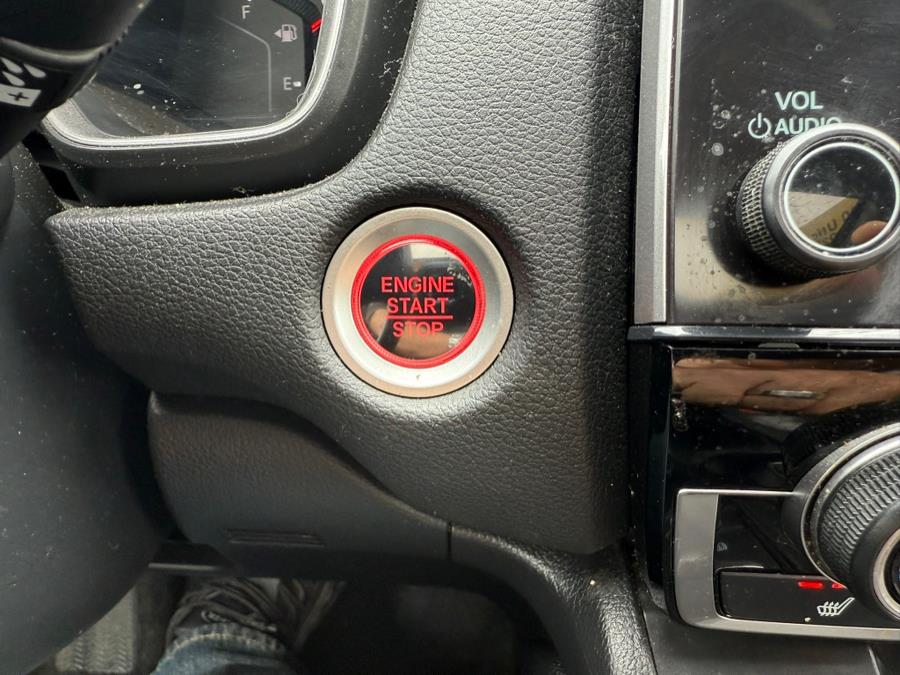 F
E
VOL
AUDIO
ENGINE
START
STOP